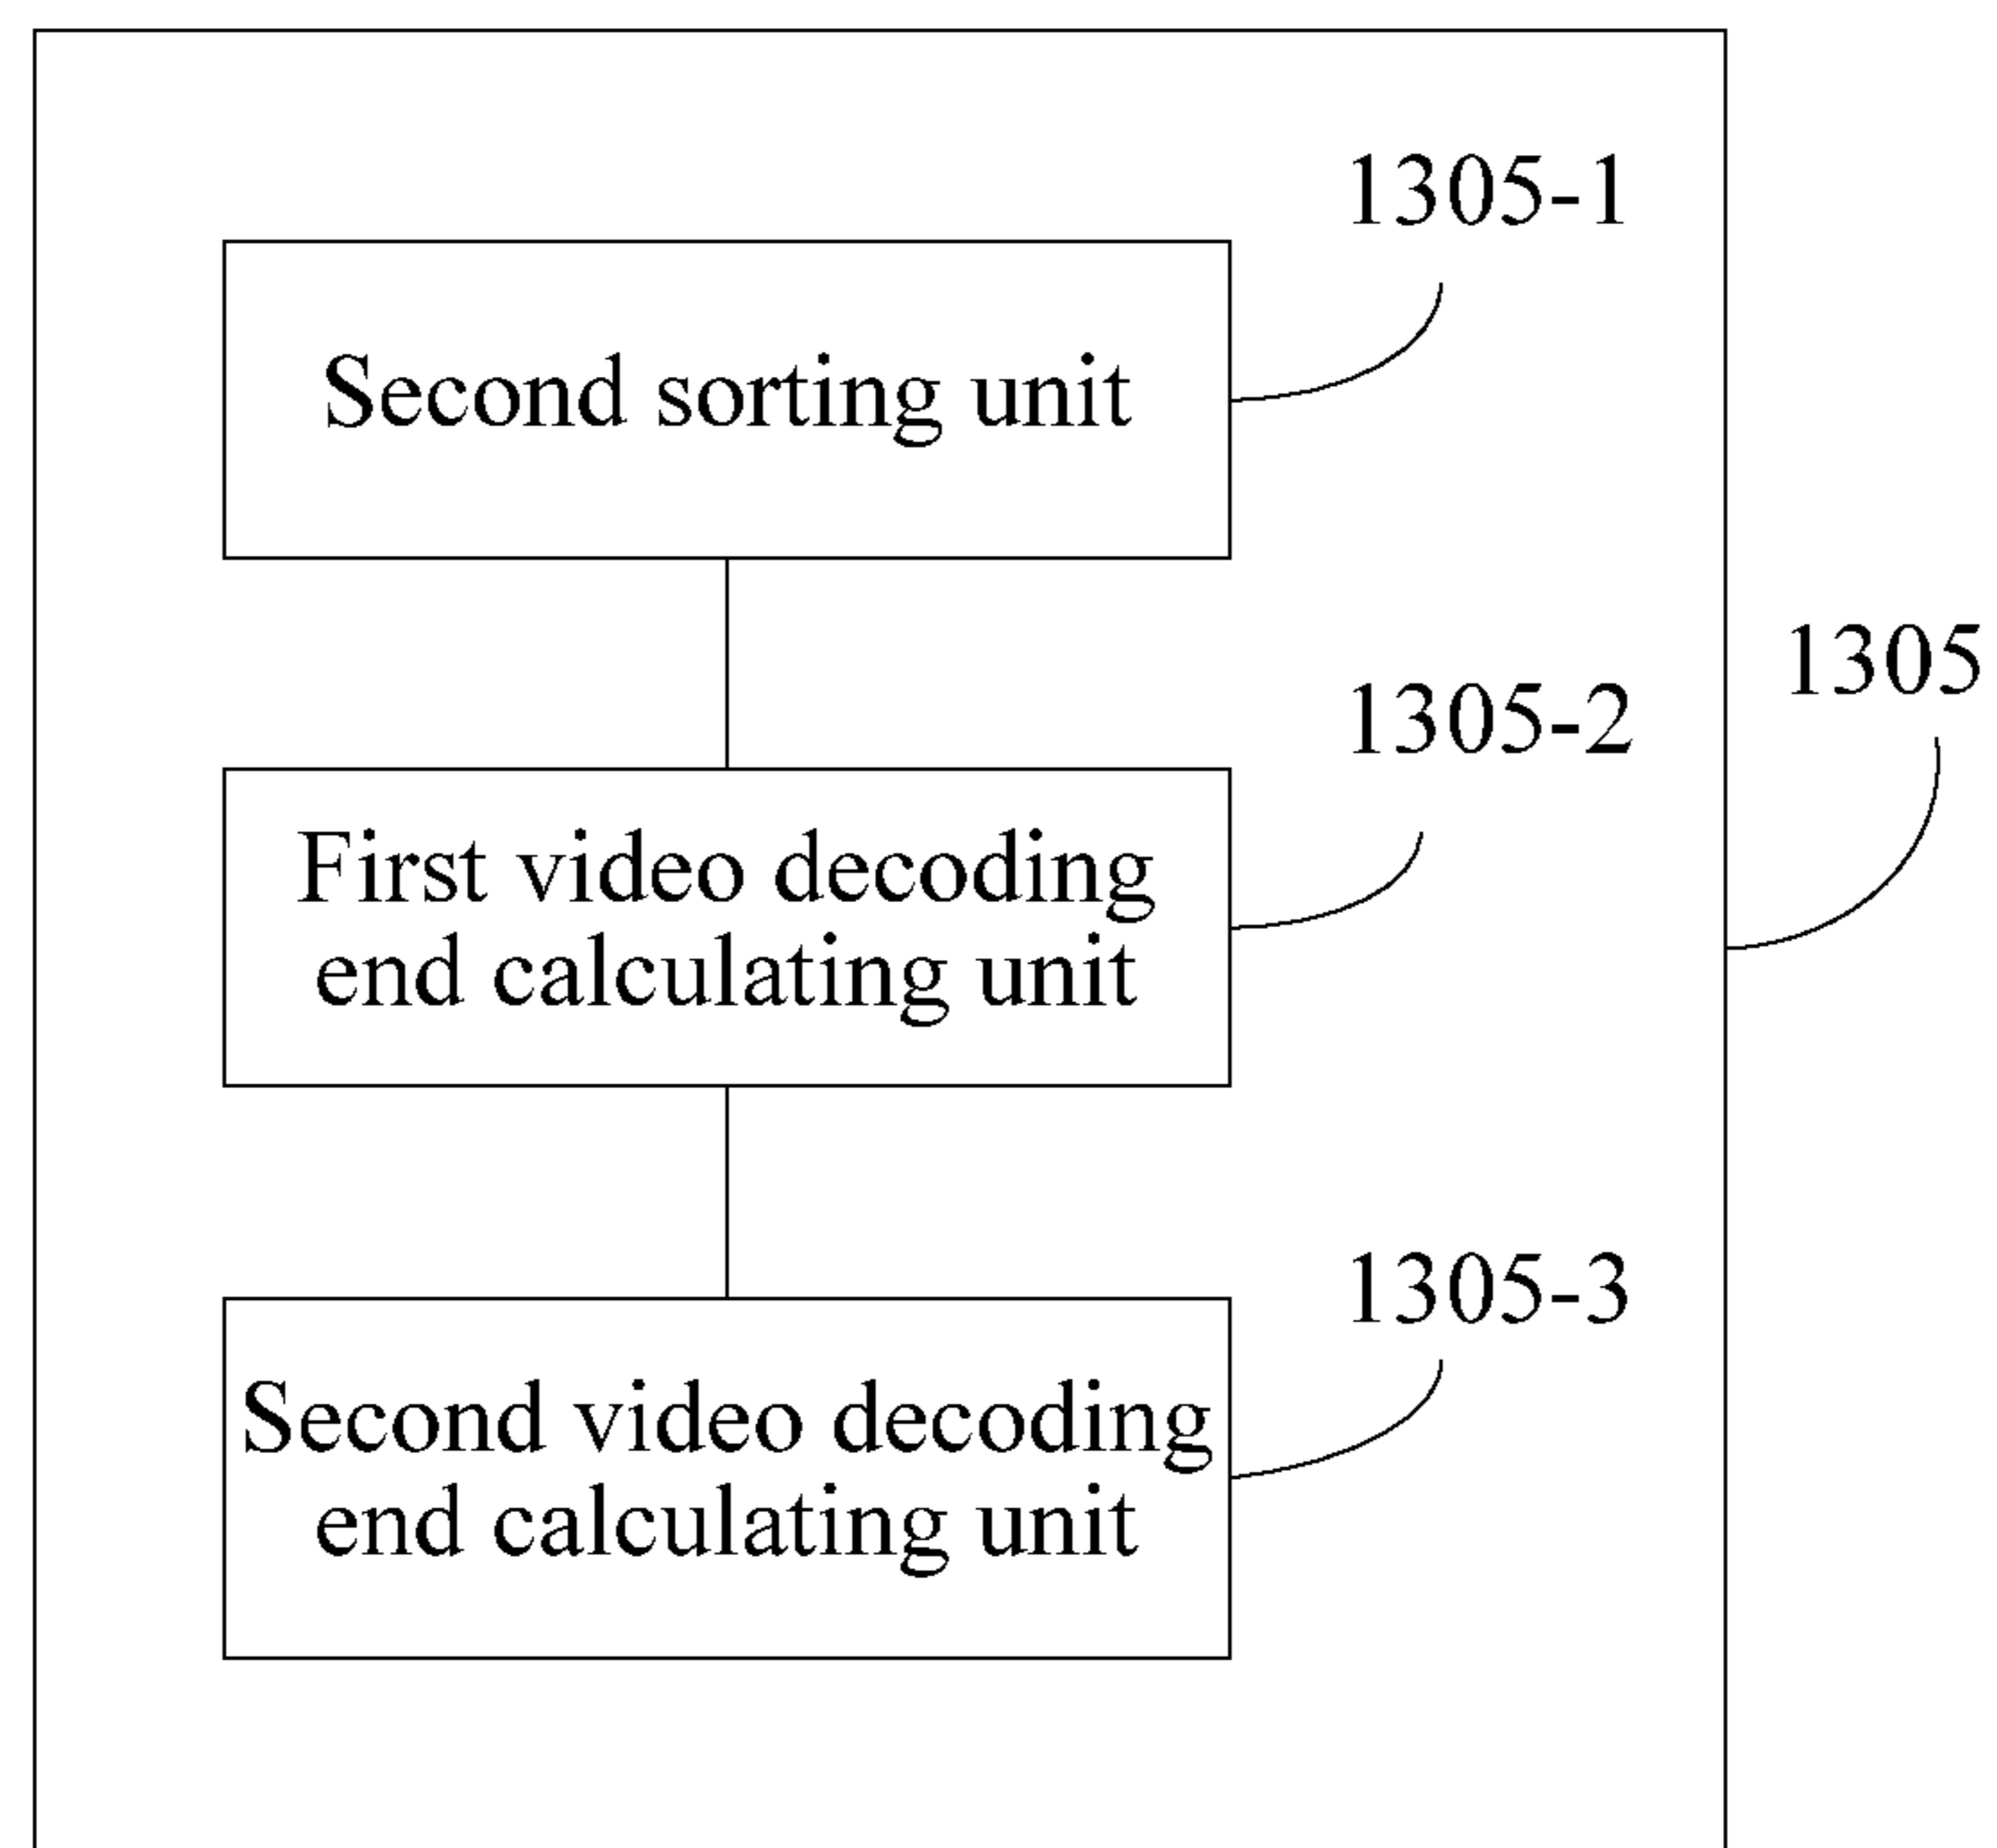 1305-1
Second sorting unit
1305
1305-2
First video decoding
end calculating unit
1305-3
Second video decoding
end calculating unit